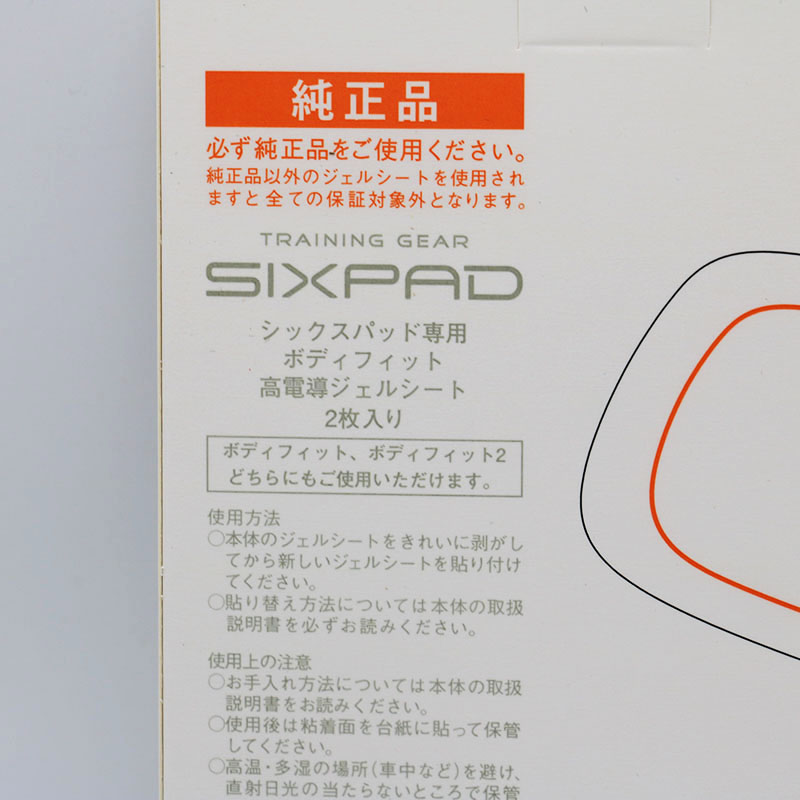 純正品
必ず純正品をご使用ください。
純正品以外のジェルシートを使用され
ますと全ての保証対象外となります。
TRAINING GEAR
SIXPAD
シックスパッド専用
ボディフィット
高電導ジェルシート
2枚入り
ボディフィット、ボディフィット2
どちらにもご使用いただけます。
使用方法
○本体のジェルシートをきれいに剥がし
てから新しいジェルシートを貼り付け
てください。
○貼り替え方法については本体の取扱
説明書を必ずお読みください。
使用上の注意
○お手入れ方法については本体の取扱
説明書をお読みください。
○使用後は粘着面を台紙に貼って保管
してください。
○高温・多湿の場所(車中など)を避け、
直射日光の当たらないところで保管